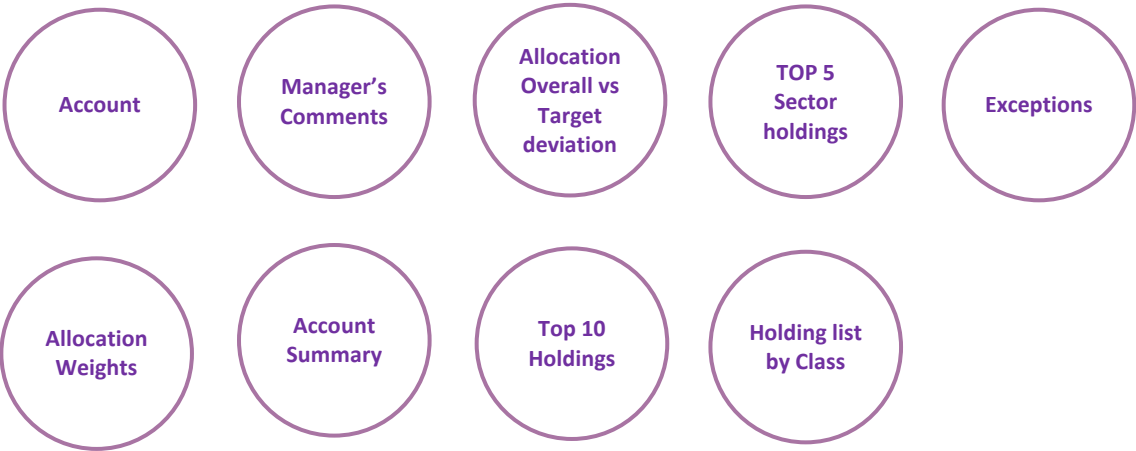 Account
Manager’s
Comments
Allocation
Overall vs
Target
deviation
TOP 5
Sector
holdings
Exceptions
Allocation
Weights
Account
Summary
Top 10
Holdings
Holding list
by Class